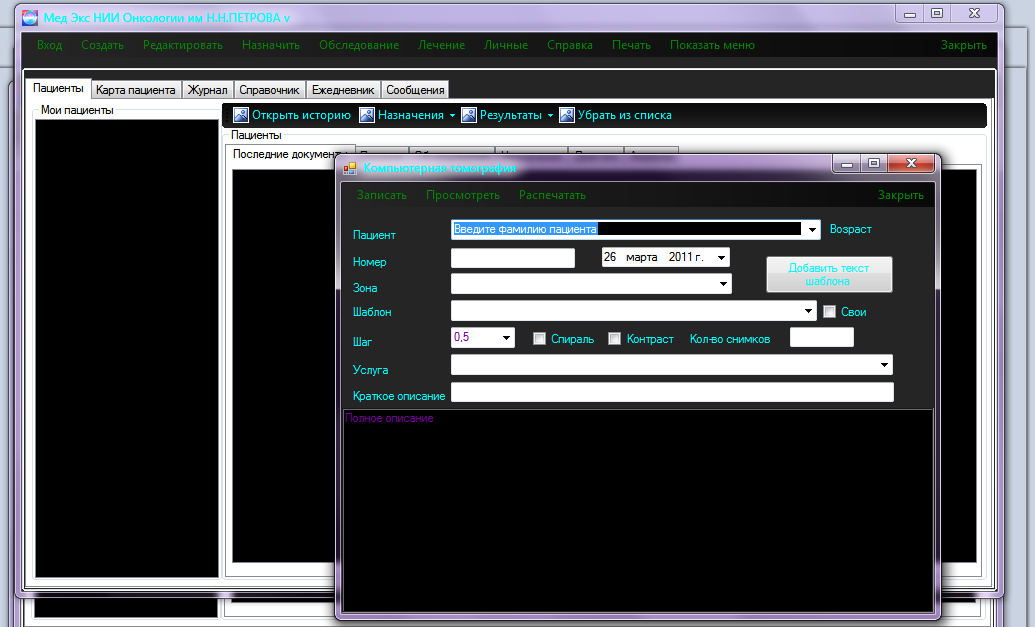 Мед Экс НИИ Онкологии им Н.Н.ПЕТРОВА v
Вход Создать Редактировать Назначить Обследование Лечение Личные Справка Печать Показать меню Закрыть
Пациенты Карта пациента Журнал Справочник Ежедневник Сообщения
Мои пациенты
Открыть историю Назначения Результаты Убрать из списка
Пациенты
Последние документы
Компьютерная томография
Записать Просмотреть Распечатать Закрыть
Пациент Введите фамилию пациента Возраст
Номер 26 марта 2011 г.
Добавить текст
шаблона
Зона
Шаблон Свои
Шаг 0,5 Спираль Контраст Кол-во снимков
Услуга
Краткое описание
Полное описание